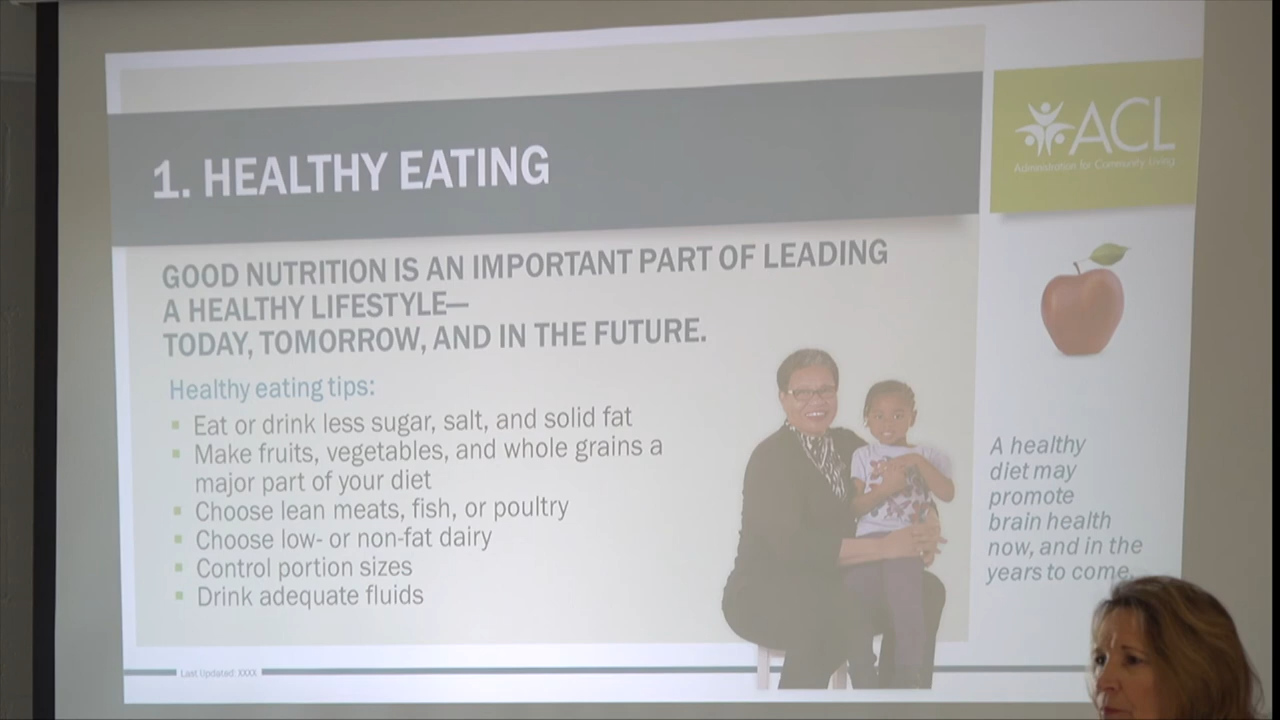 1. HEALTHY EATING
ACL
Administration for Community Living
GOOD NUTRITION IS AN IMPORTANT PART OF LEADING
A HEALTHY LIFESTYLE—
TODAY, TOMORROW, AND IN THE FUTURE.
Healthy eating tips:
Eat or drink less sugar, salt, and solid fat
Make fruits, vegetables, and whole grains a
major part of your diet
Choose lean meats, fish, or poultry
Choose low- or non-fat dairy
Control portion sizes
Drink adequate fluids
A healthy
diet may
promote
brain health
now, and in the
years to come.
Last Updated: XXXX